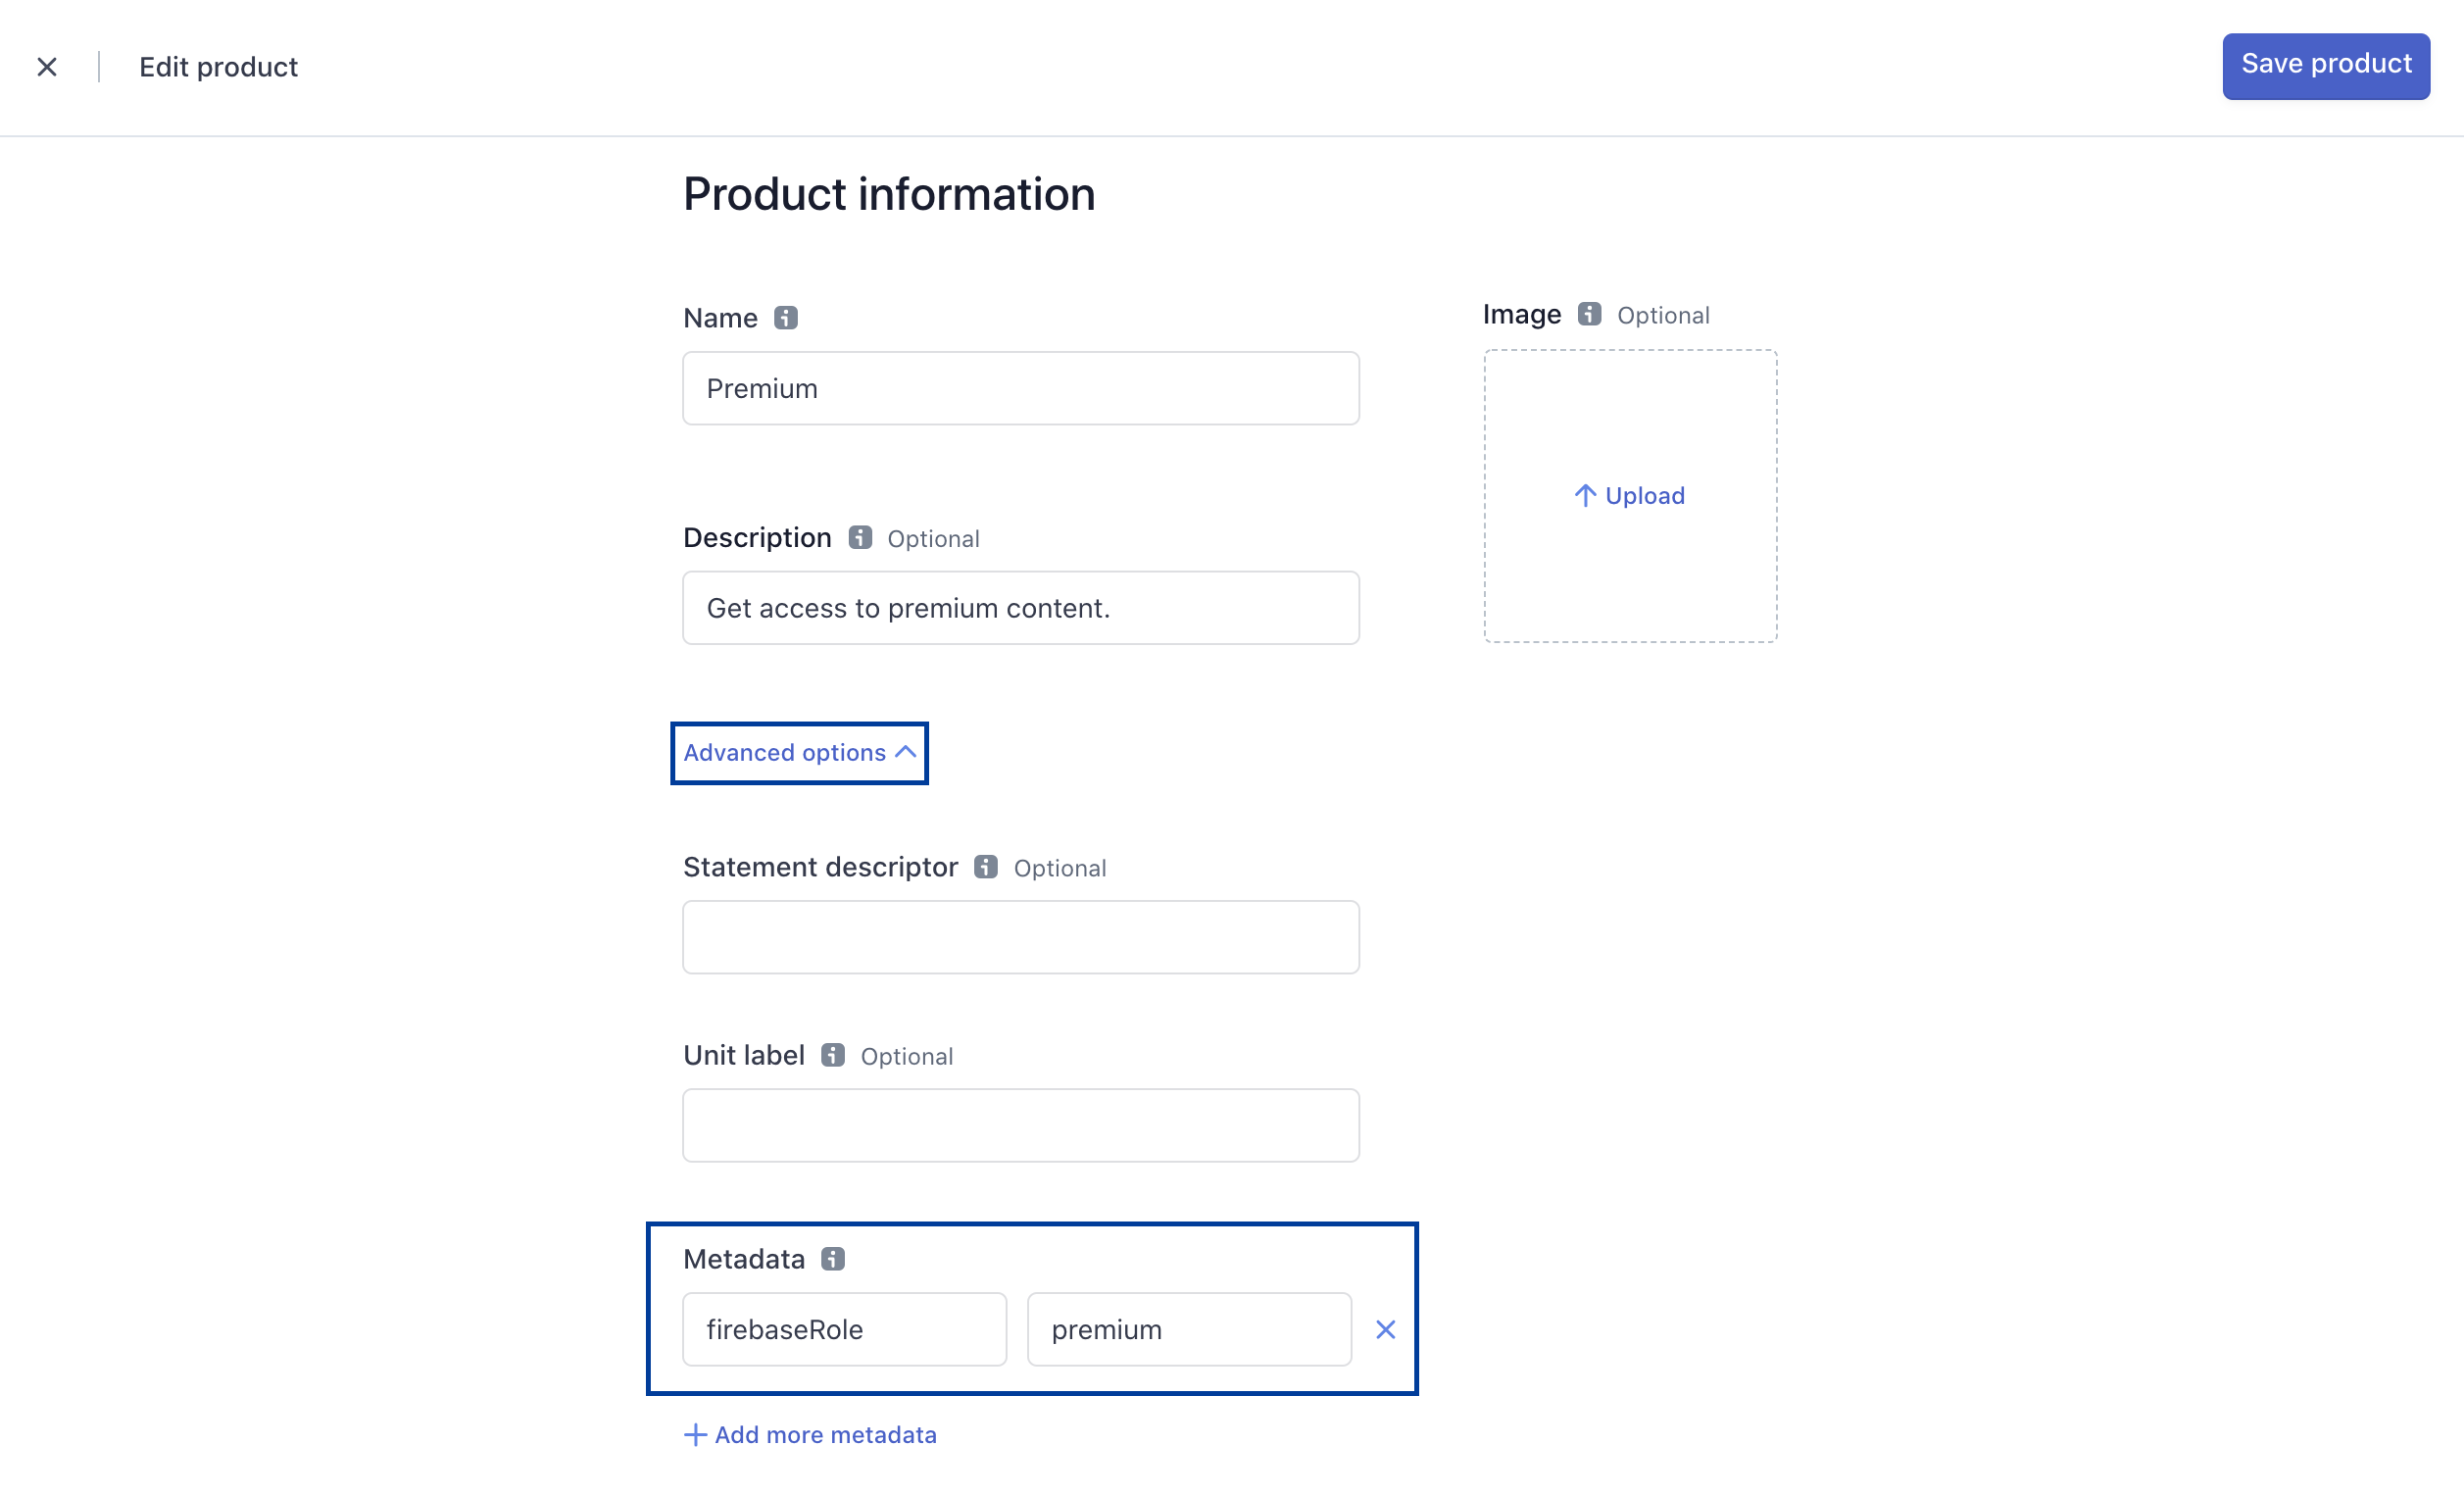 Edit product
Save product
Product information
Name
Premium
Image Optional
Upload
Description Optional
Get access to premium content.
Advanced options
Statement descriptor Optional
Unit label Optional
Metadata
firebaseRole premium
Add more metadata